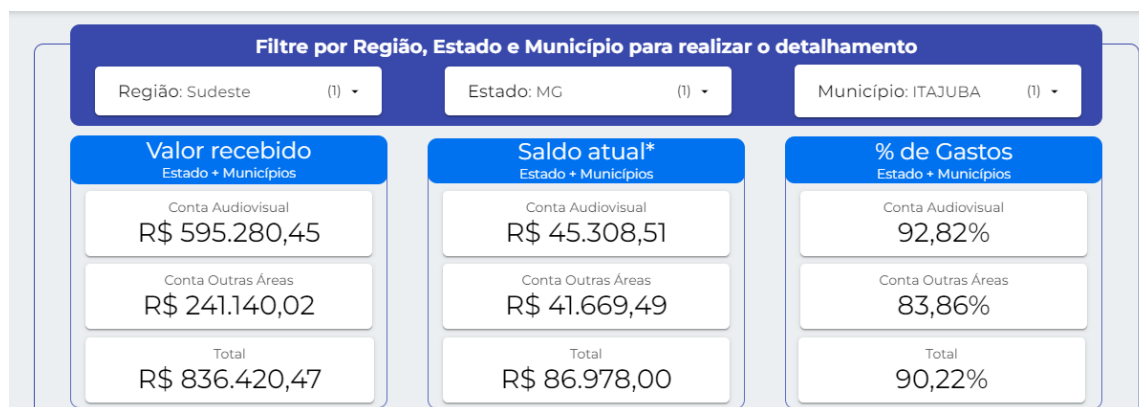 Filtre por Região, Estado e Município para realizar o detalhamento
Região: Sudeste (1)
Estado: MG (1)
Município: ITAJUBA (1)
Valor recebido
Estado + Municípios
Conta Audiovisual
R$ 595.280,45
Conta Outras Áreas
R$ 241.140,02
Total
R$ 836.420,47
Saldo atual*
Estado + Municípios
Conta Audiovisual
R$ 45.308,51
Conta Outras Áreas
R$ 41.669,49
Total
R$ 86.978,00
% de Gastos
Estado + Municípios
Conta Audiovisual
92,82%
Conta Outras Áreas
83,86%
Total
90,22%